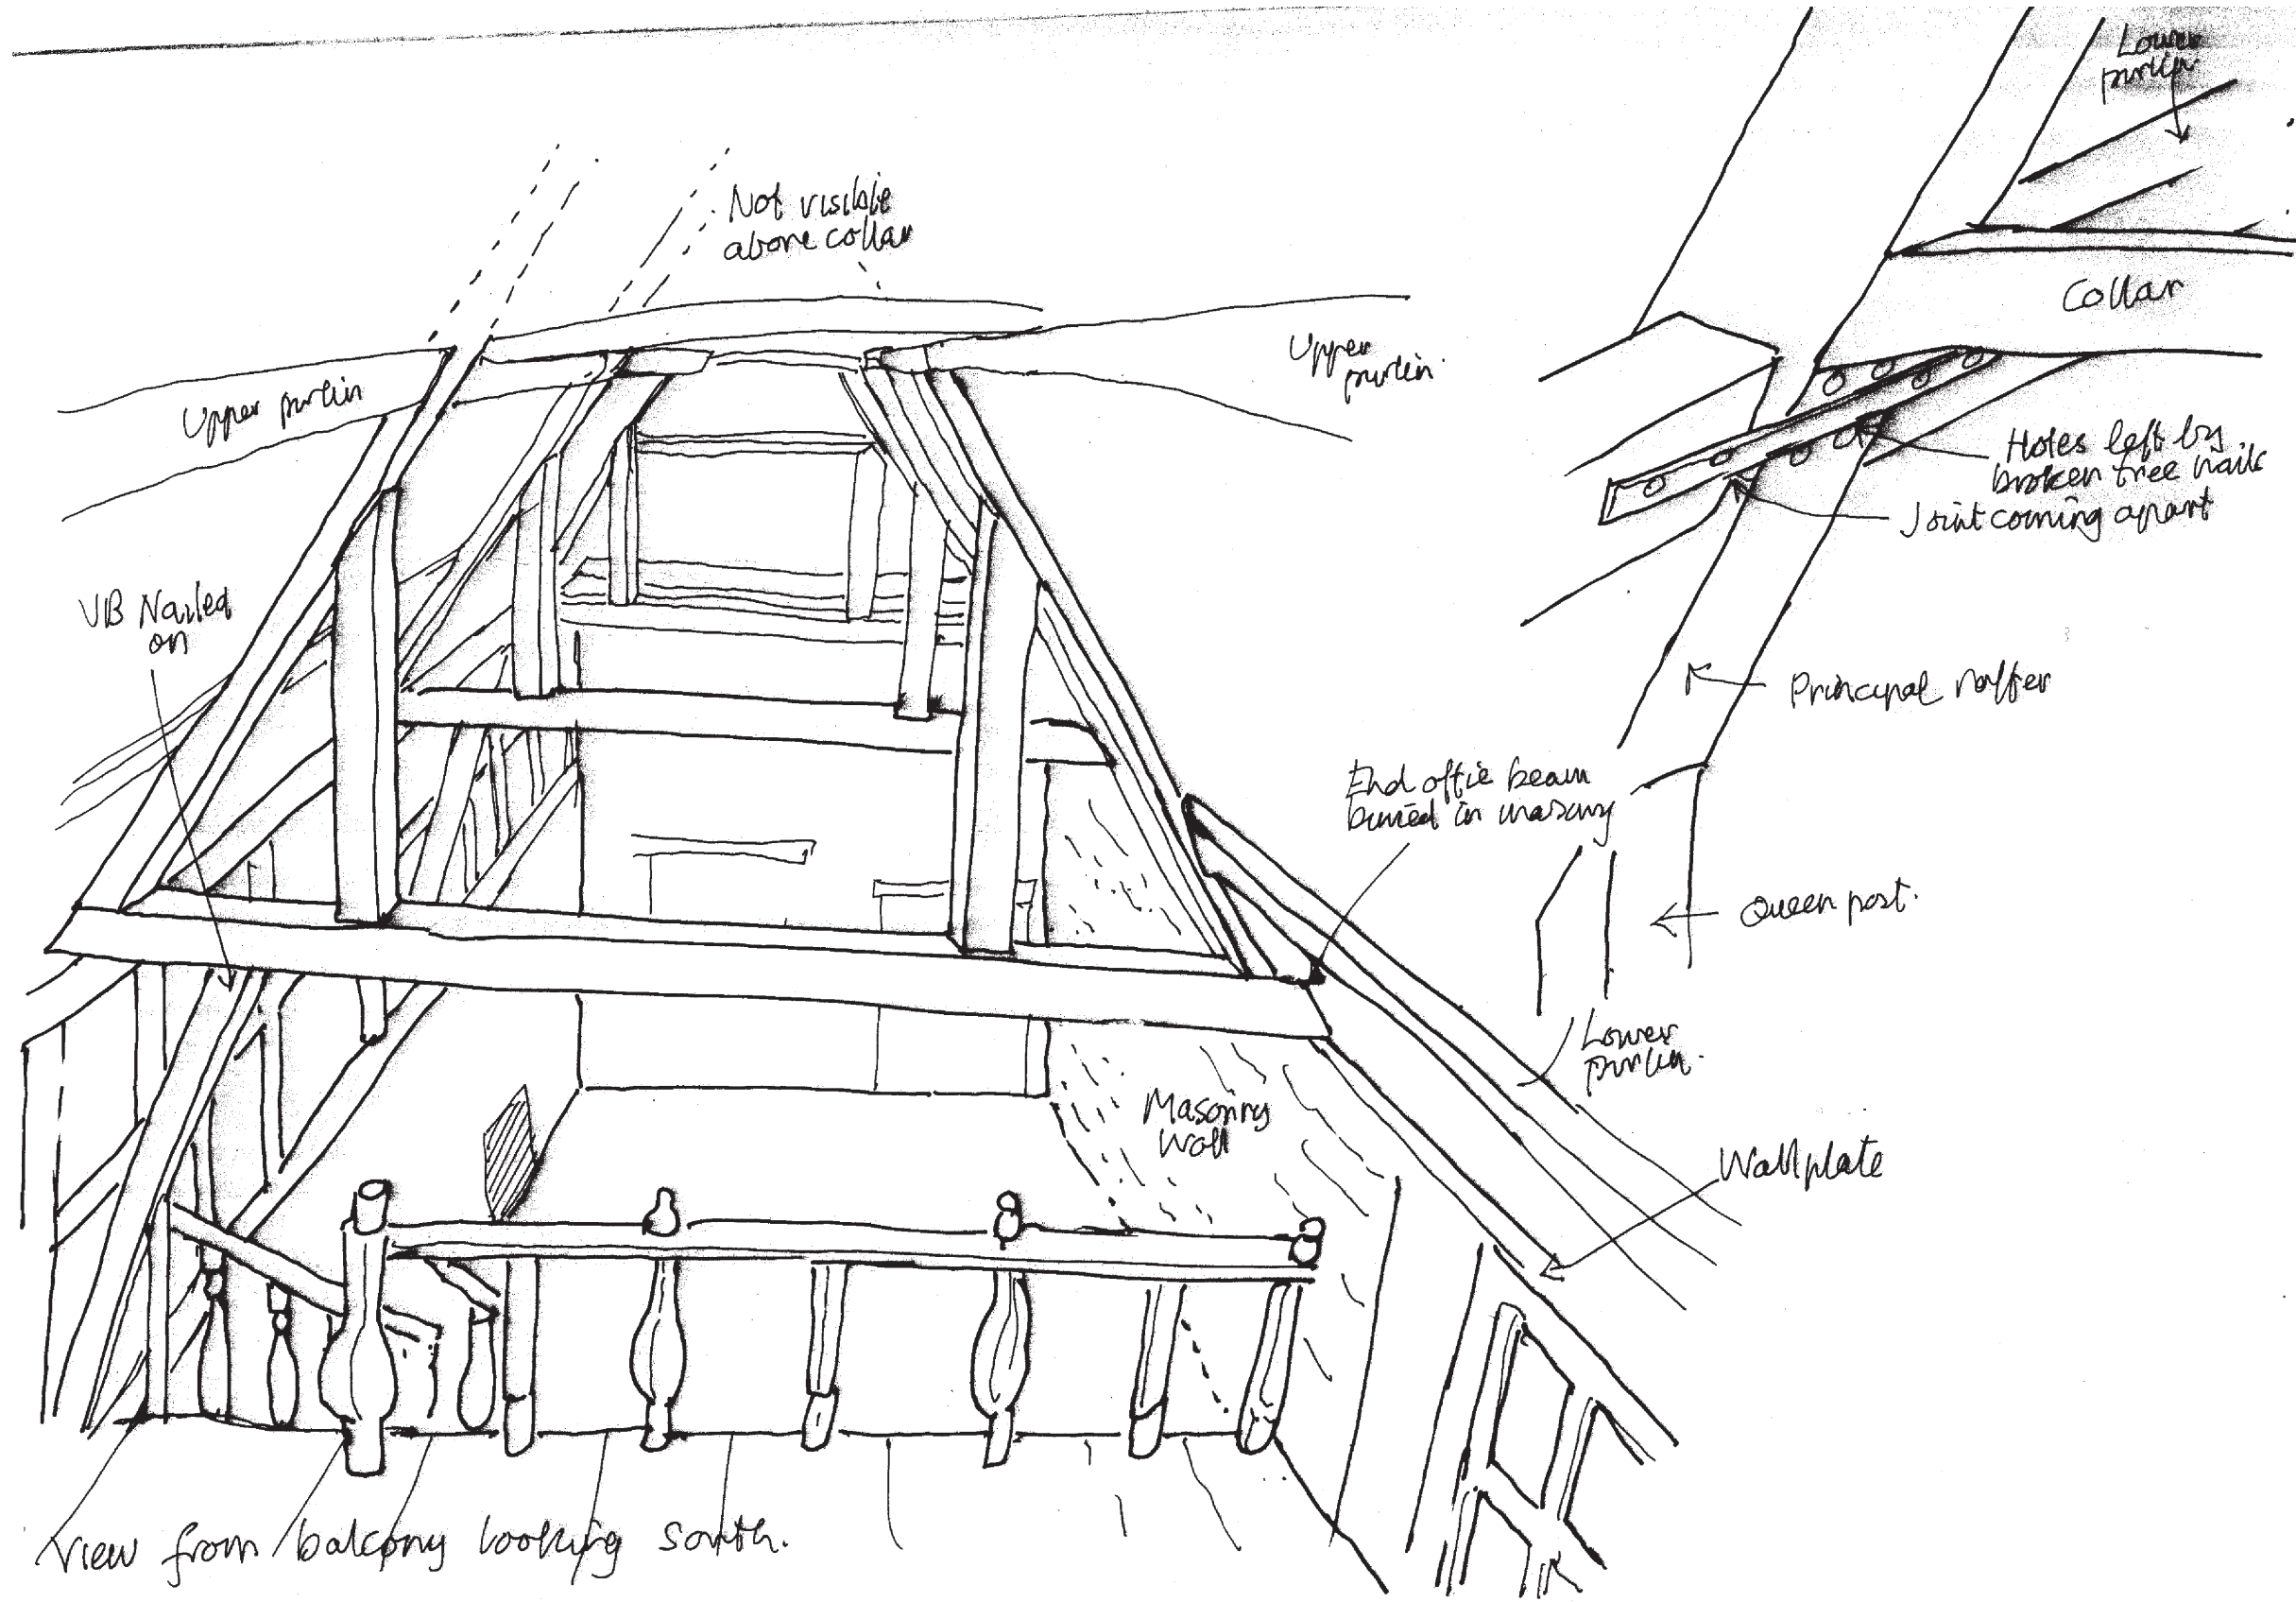 Lower
purlin
Not visible
above collar
Collar
Upper
purlin
Upper purlin
Holes left by
broken tree nails
Joint coming apart
VB Nailed
on
Principal raffer
End of tie beam
buried in masonry
Queen post.
Lower
purlin.
Masonry
Wall
Wallplate
View from balcony looking south.